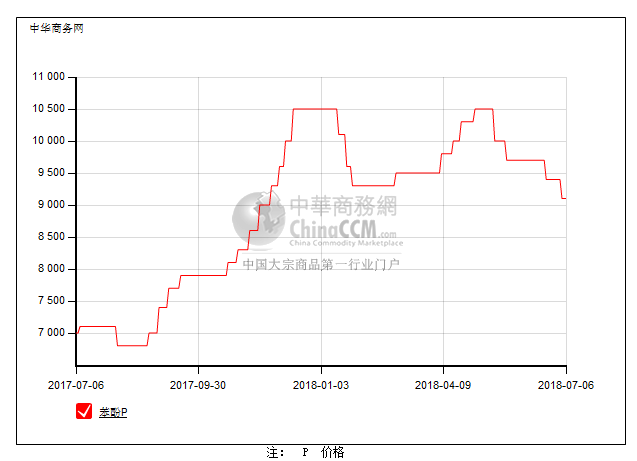 中华商务网
11 000
10 500
10 000
9 500
9 000
8 500
8 000
7 500
7 000
中華商務網
ChinaCCM.com
China Commodity Marketplace
中国大宗商品第一行业门户
2017-07-06 2017-09-30 2018-01-03 2018-04-09 2018-07-06
苯酚P
注： P 价格